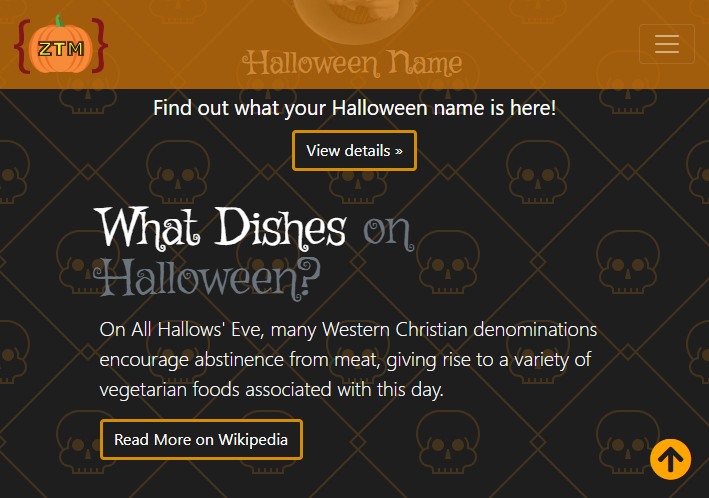 {ZTM}
Halloween Name
Find out what your Halloween name is here!
View details »
What Dishes on
Halloween?
On All Hallows' Eve, many Western Christian denominations
encourage abstinence from meat, giving rise to a variety of
vegetarian foods associated with this day.
Read More on Wikipedia